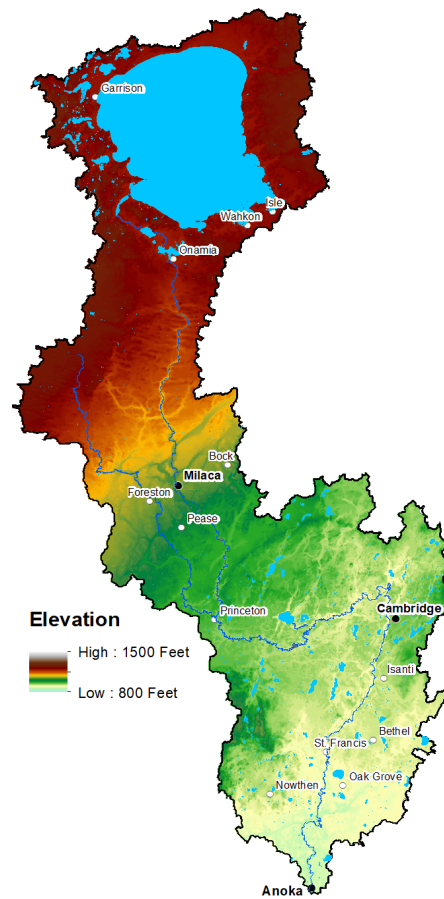 Garrison
Isle
Wahkon
Onamia
Bock
Milaca
Foreston
Pease
Princeton
Elevation
Cambridge
High : 1500 Feet
Isanti
Low : 800 Feet
Bethel
St. Francis
Oak Grove
Nowthen
Anoka